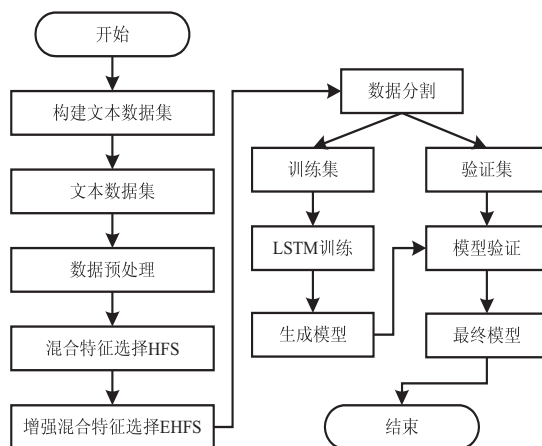 开始
构建文本数据集
文本数据集
数据预处理
混合特征选择HFS
增强混合特征选择EHFS
数据分割
训练集
验证集
LSTM训练
模型验证
生成模型
最终模型
结束